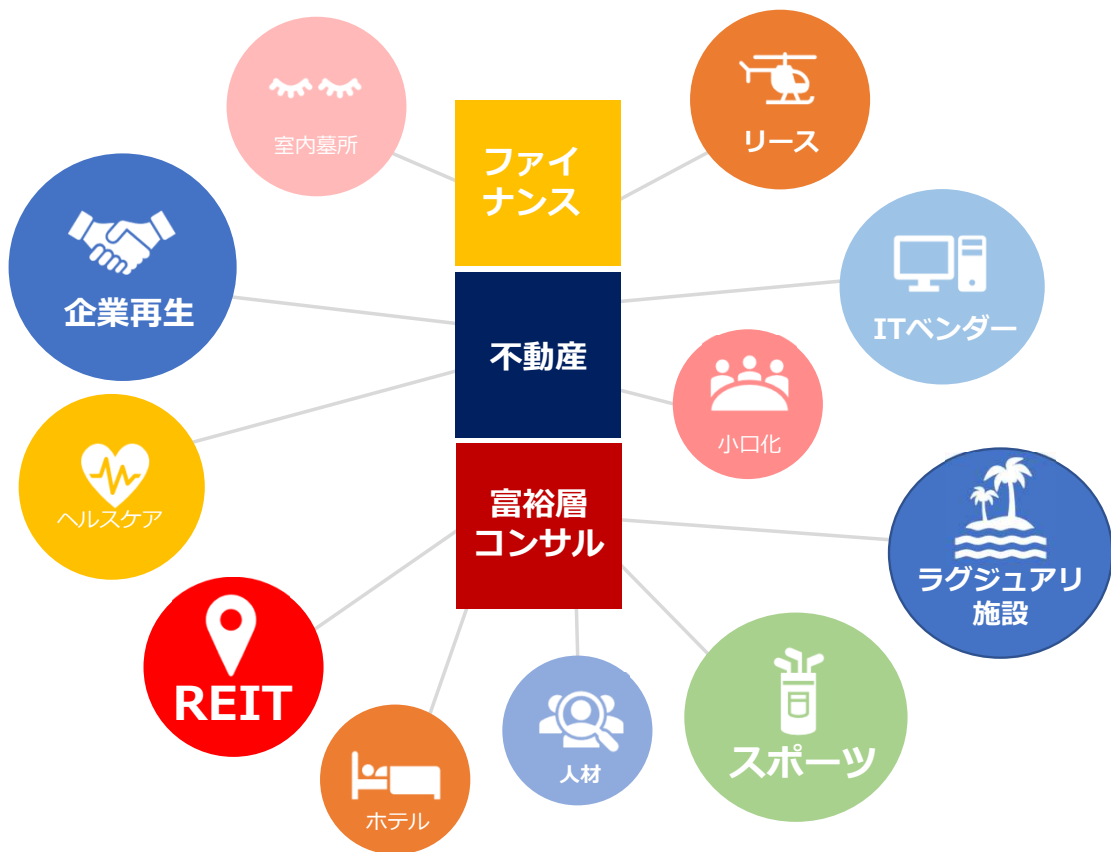 室内墓所
ファイ
ナンス
リース
企業再生
ITベンダー
不動産
小口化
ヘルスケア
富裕層
コンサル
ラグジュアリ
施設
REIT
スポーツ
人材
ホテル